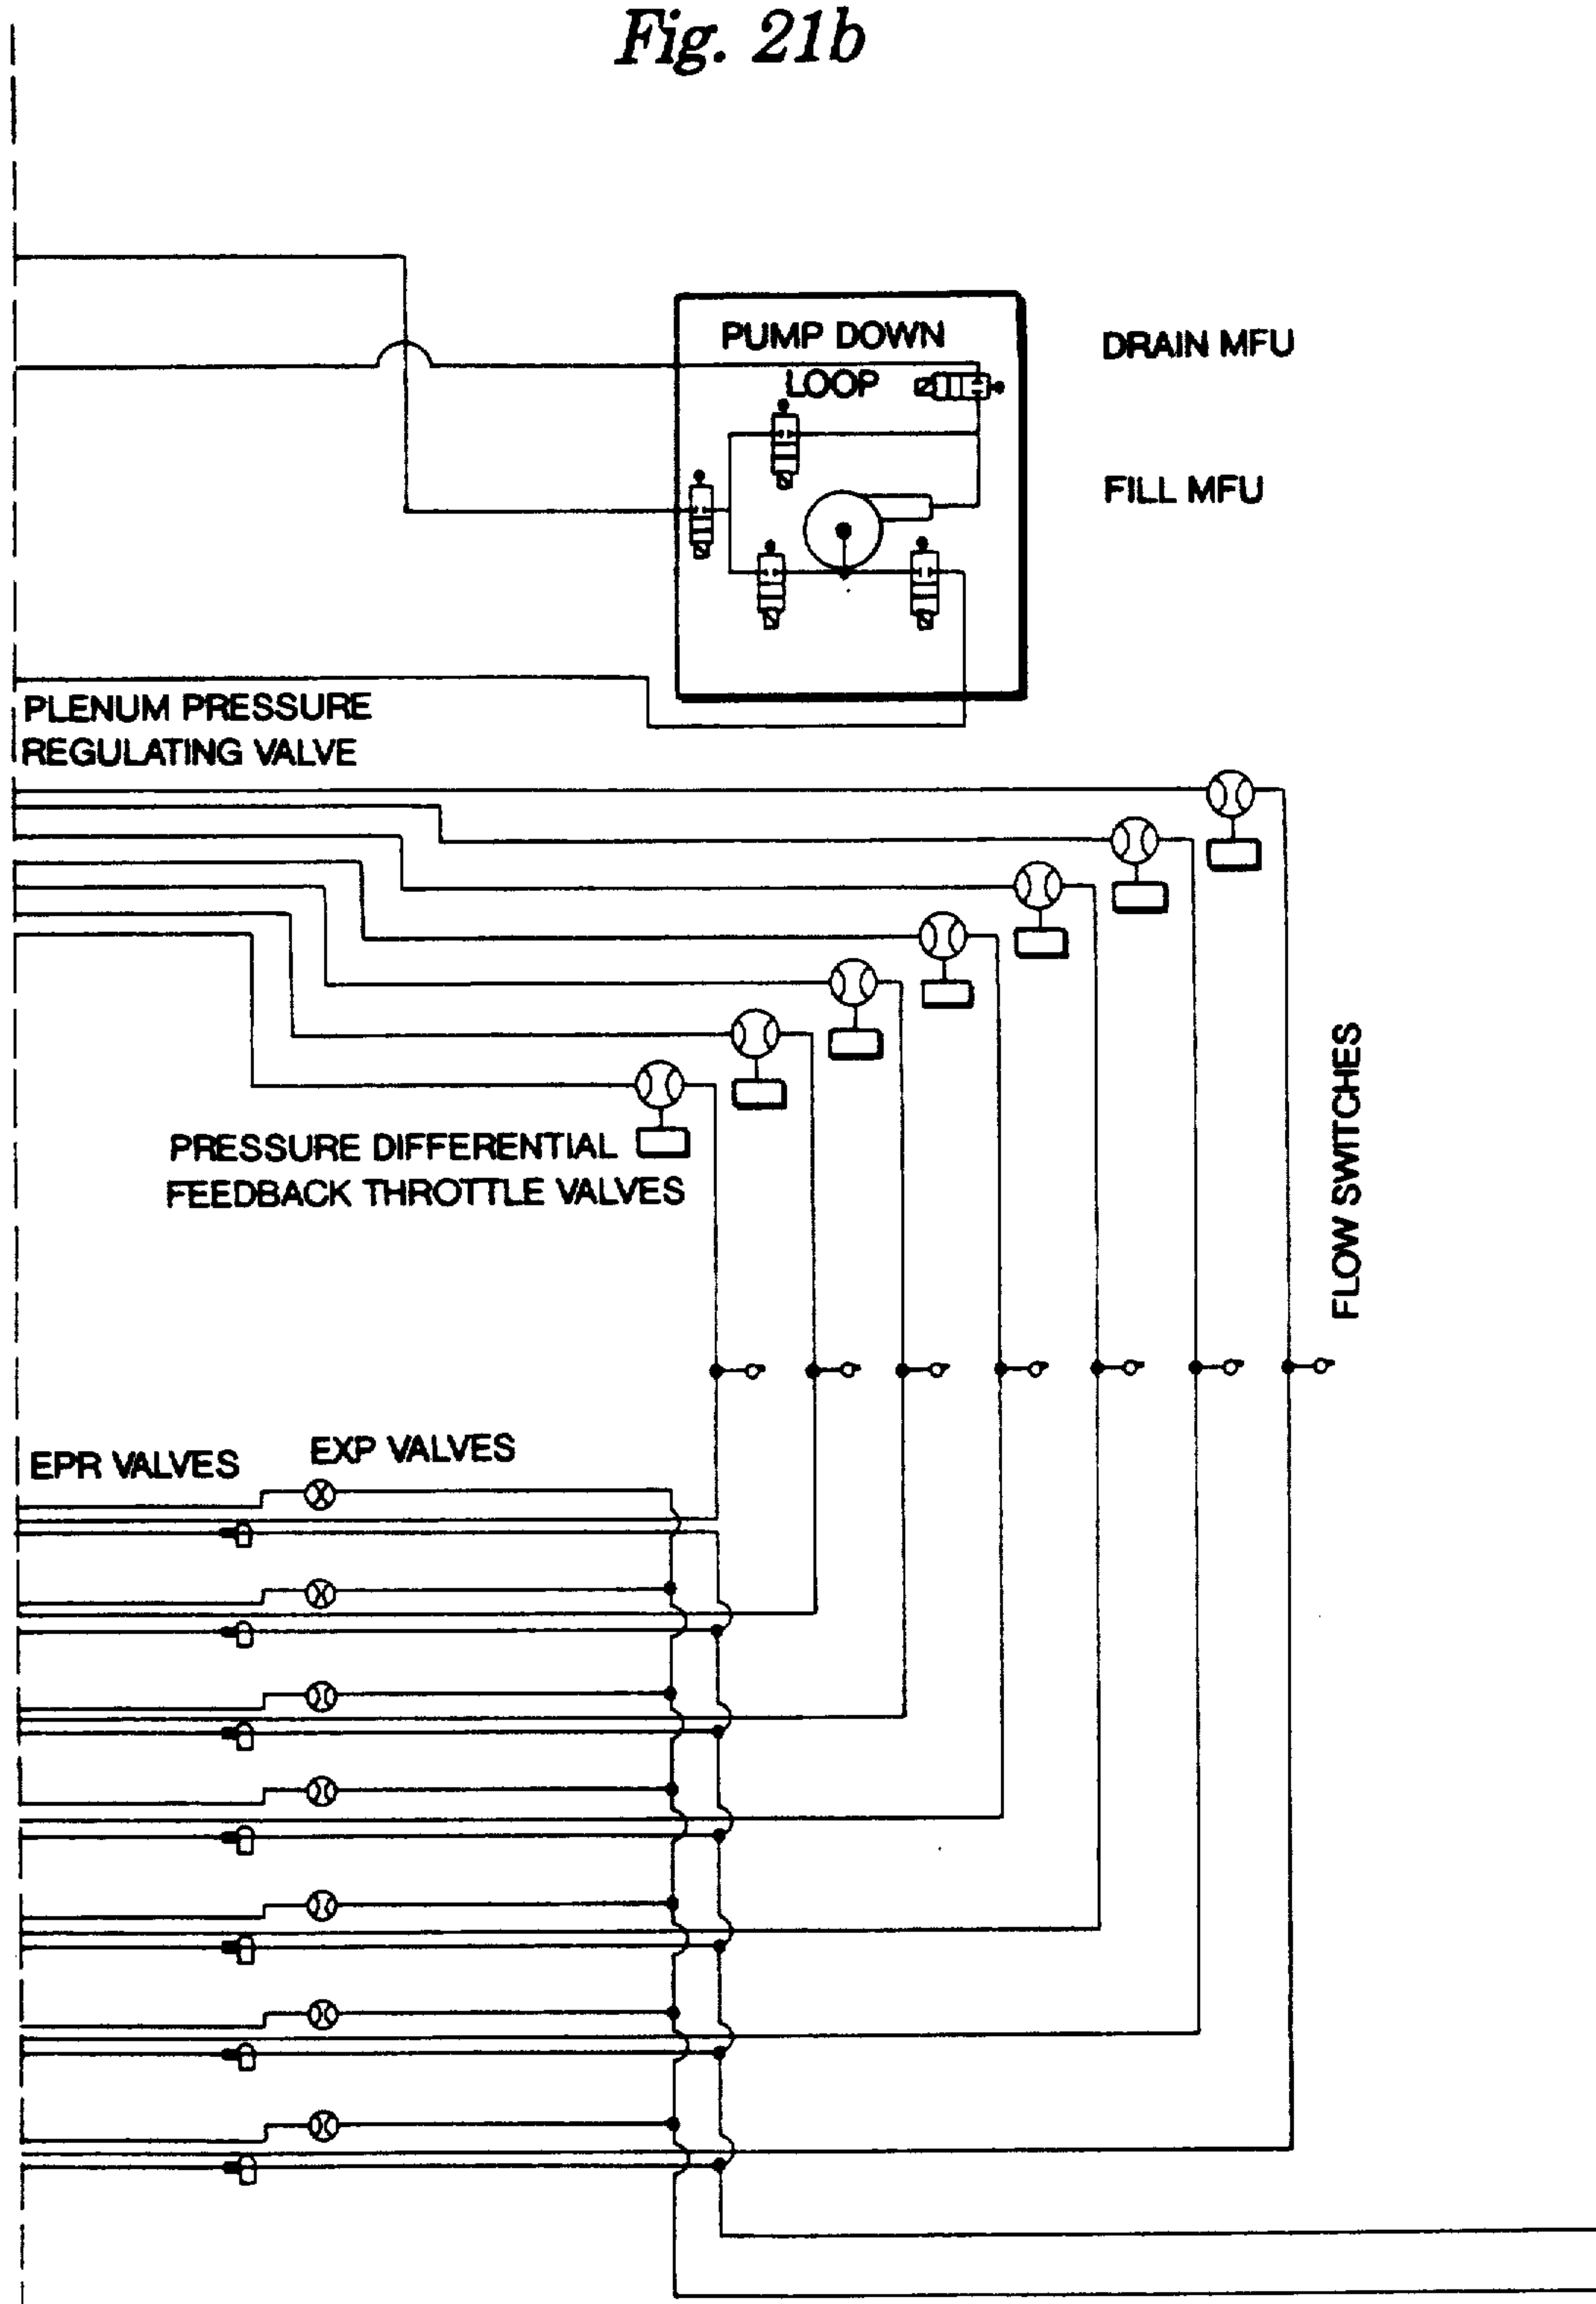 Fig. 21b
PUMP DOWN
LOOP
DRAIN MFU
FILL MFU
PLENUM PRESSURE
REGULATING VALVE
PRESSURE DIFFERENTIAL
FEEDBACK THROTTLE VALVES
FLOW SWITCHES
EPR VALVES
EXP VALVES